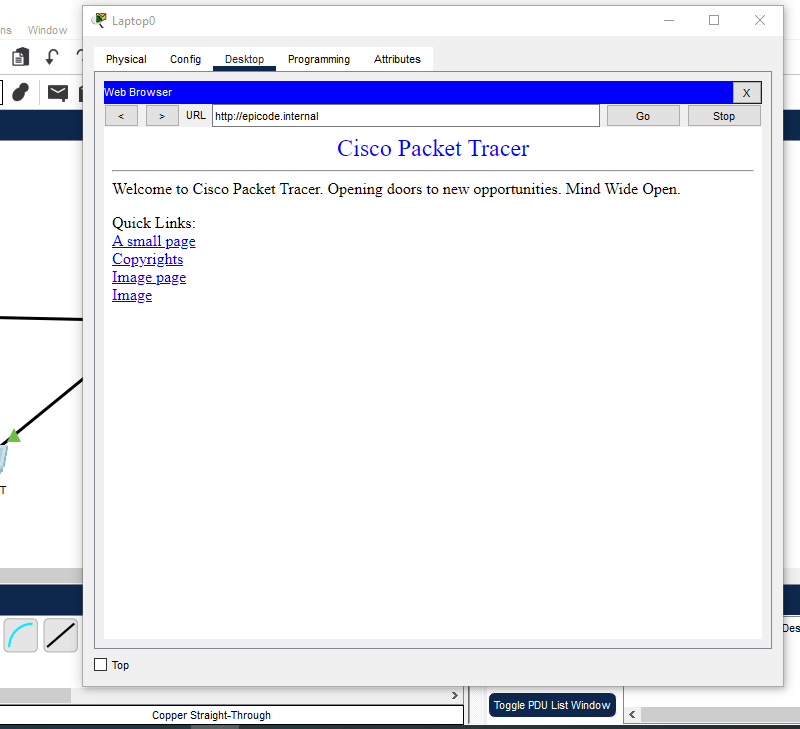 ns Window
Laptop0
Physical Config Desktop Programming Attributes
Web Browser X
< > URL http://epicode.internal Go Stop
Cisco Packet Tracer
Welcome to Cisco Packet Tracer. Opening doors to new opportunities. Mind Wide Open.
Quick Links:
A small page
Copyrights
Image page
Image
T
Des
Top
Toggle PDU List Window
Copper Straight-Through